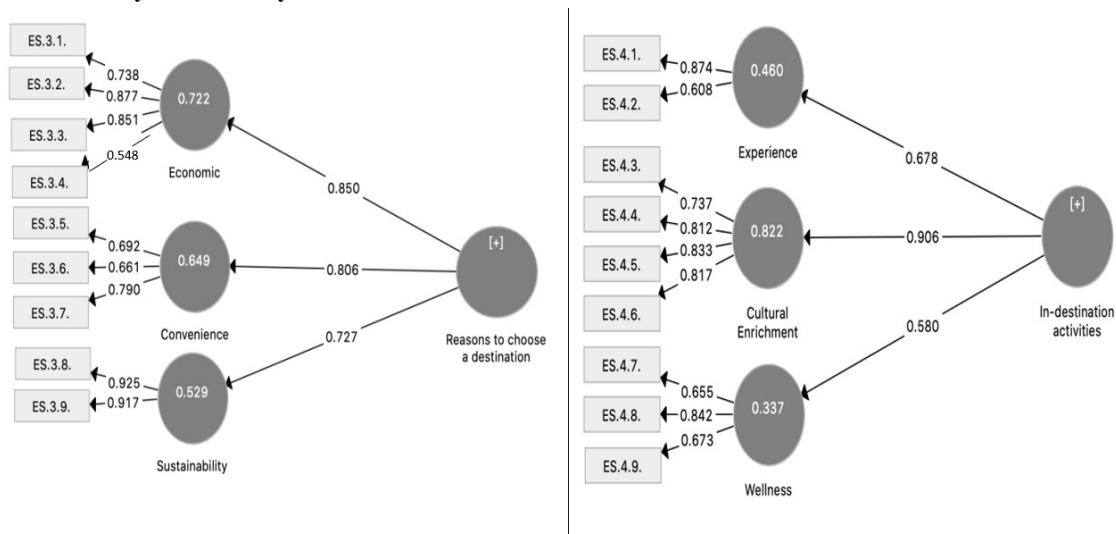 ES.3.1.
0.738
ES.3.2.
0.877
0.722
ES.3.3.
0.851
0.548
ES.3.4.
Economic
0.850
ES.3.5.
0.692
ES.3.6.
0.661
0.649
ES.3.7.
0.790
Convenience
0.806
[+]
Reasons to choose
a destination
0.727
ES.3.8.
0.925
ES.3.9.
0.917
0.529
Sustainability
ES.4.1.
0.874
0.460
ES.4.2.
0.608
Experience
0.678
ES.4.3.
0.737
ES.4.4.
0.812
0.822
ES.4.5.
0.833
0.817
ES.4.6.
Cultural
Enrichment
0.906
[+]
In-destination
activities
0.580
ES.4.7.
0.655
ES.4.8.
0.842
0.337
0.673
ES.4.9.
Wellness